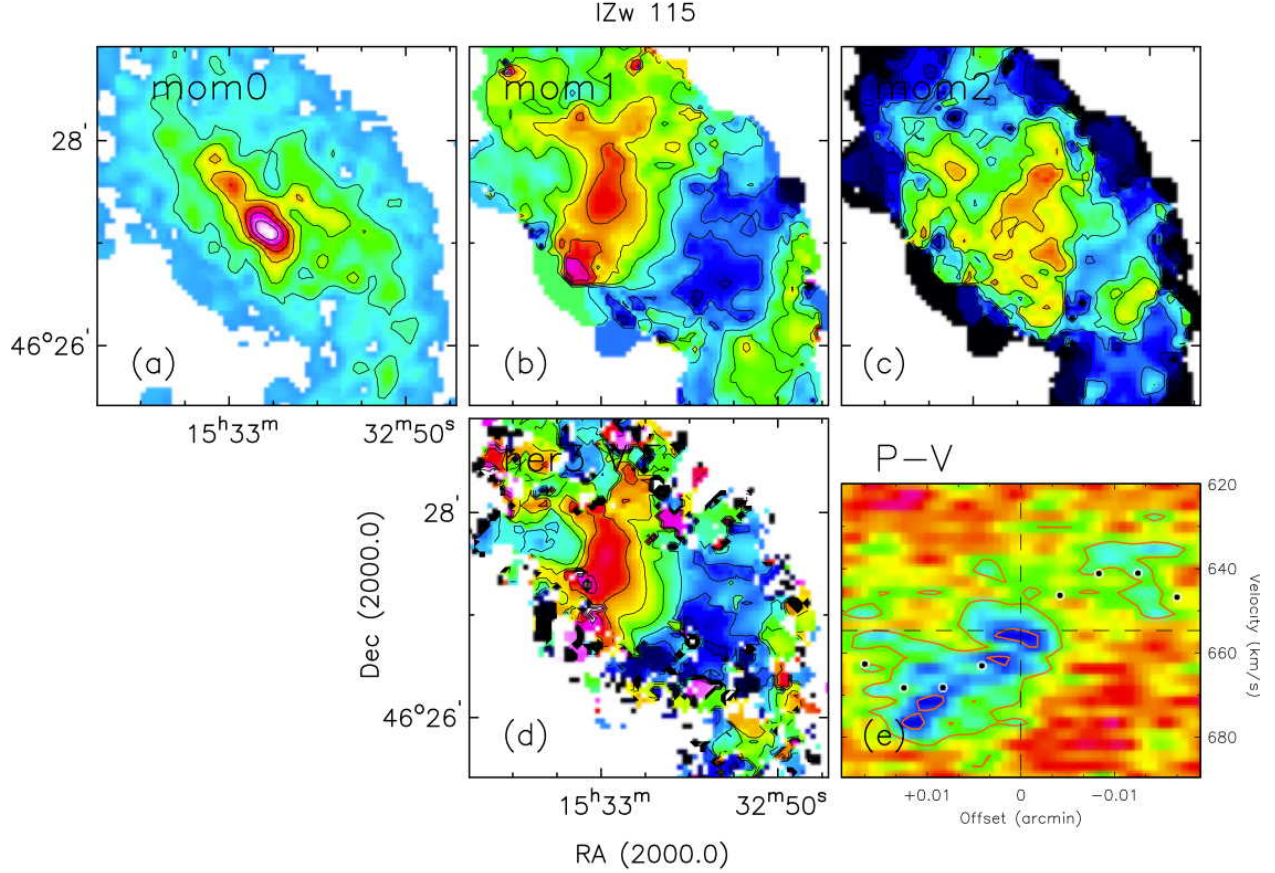 IZw 115
mom0
mom1
mom2
28'
46°26'
(a)
(b)
(c)
15ʰ33ᵐ
32ᵐ50ˢ
her3
P-V
28'
46°26'
Dec (2000.0)
(d)
(e)
620
640
660
680
Velocity (km/s)
15ʰ33ᵐ
32ᵐ50ˢ
+0.01
0
-0.01
Offset (arcmin)
RA (2000.0)